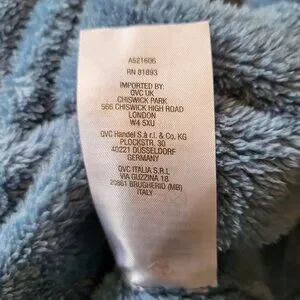 A521606
RN 81893
IMPORTED BY:
QVC UK
CHISWICK PARK
566 CHISWICK HIGH ROAD
LONDON
W4 5XU
QVC Handel S.à r.l. & Co. KG
PLOCKSTR. 30
40221 DÜSSELDORF
GERMANY
QVC ITALIA S.R.L
VIA GUZZINA 18
20861 BRUGHERIO (MB)
ITALY